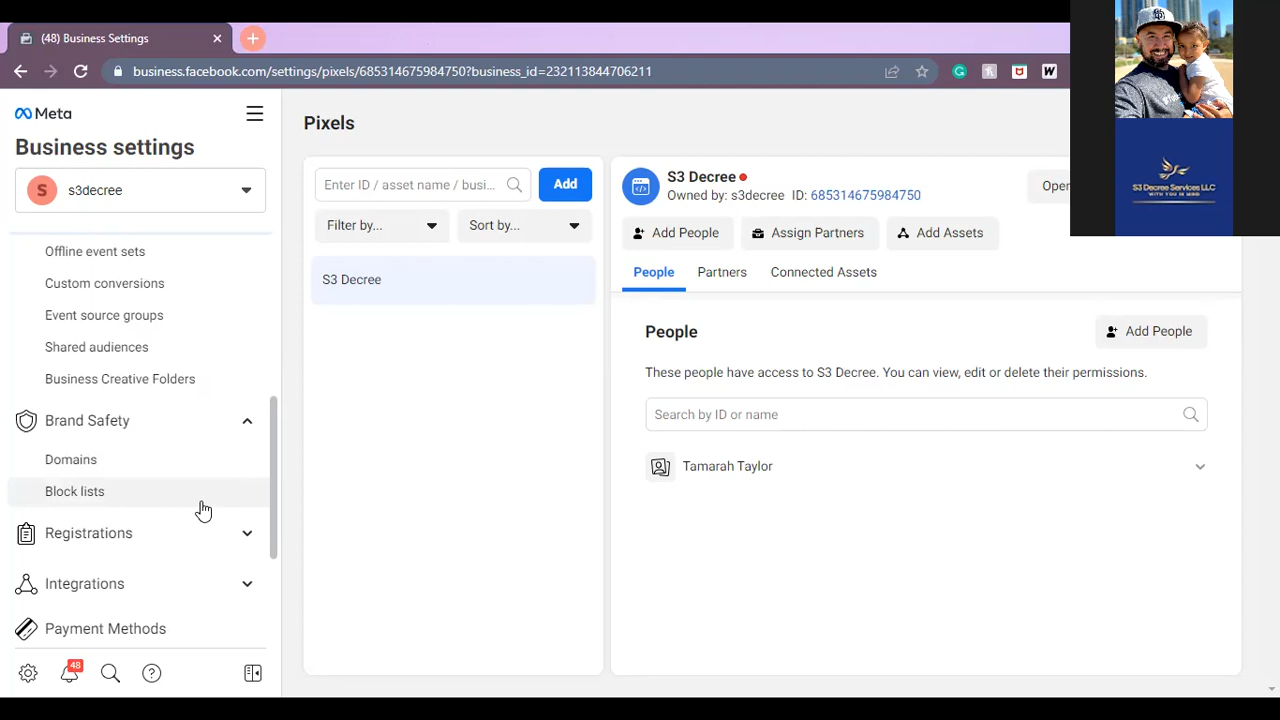 (48) Business Settings
business.facebook.com/settings/pixels/685314675984750?business_id=232113844706211
W
Meta
Business settings
S
s3decree
Offline event sets
Custom conversions
Event source groups
Shared audiences
Business Creative Folders
Brand Safety
Domains
Block lists
Registrations
Integrations
Payment Methods
48
Pixels
Enter ID / asset name / busi...
Add
Filter by...
Sort by...
S3 Decree
S3 Decree
Owned by: s3decree ID: 685314675984750
Open
Add People
Assign Partners
Add Assets
People
Partners
Connected Assets
People
Add People
These people have access to S3 Decree. You can view, edit or delete their permissions.
Search by ID or name
Tamarah Taylor
S3 Decree Services LLC
WITH YOU IN MIND